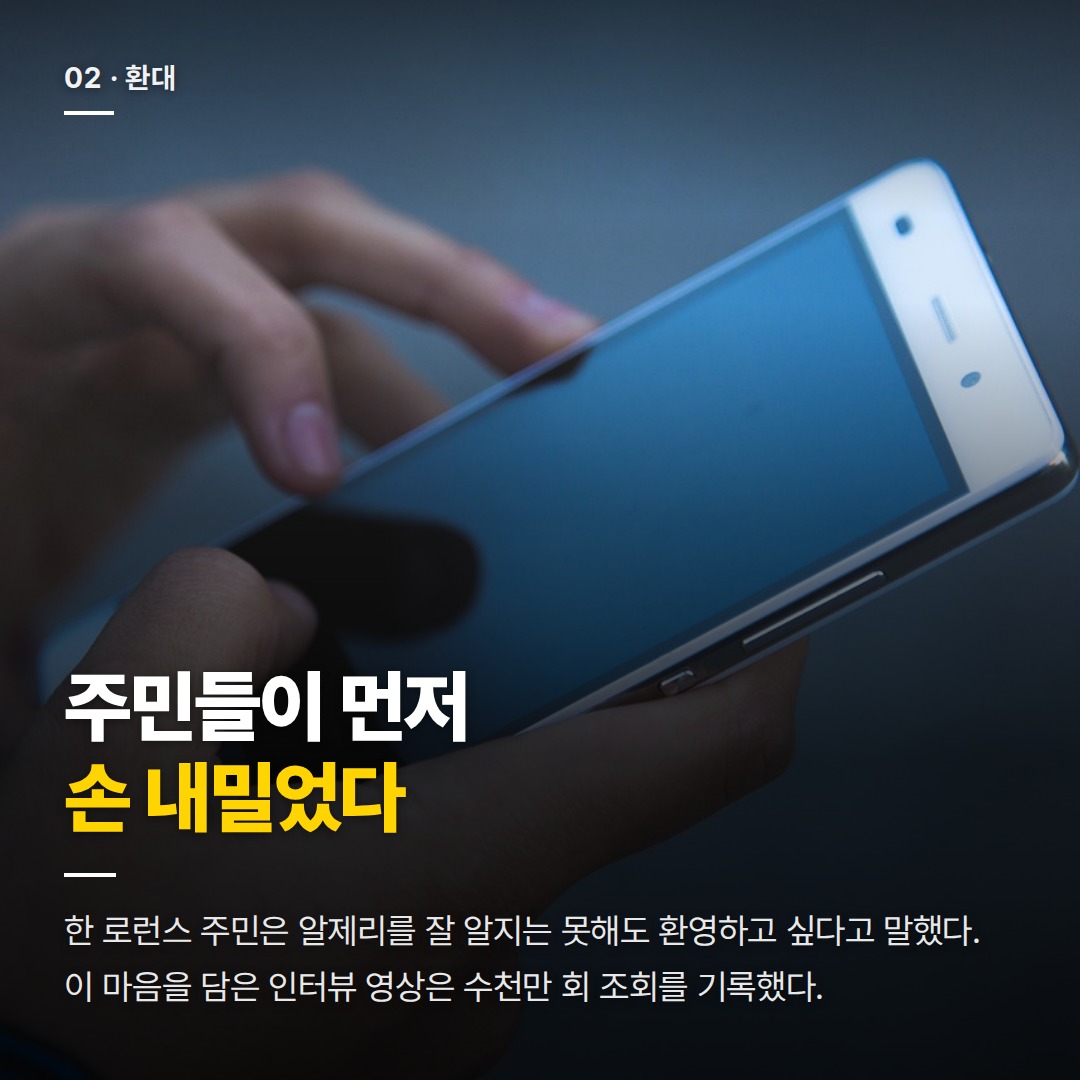 02 · 환대
주민들이 먼저
손 내밀었다
한 로런스 주민은 알제리를 잘 알지는 못해도 환영하고 싶다고 말했다.
이 마음을 담은 인터뷰 영상은 수천만 회 조회를 기록했다.